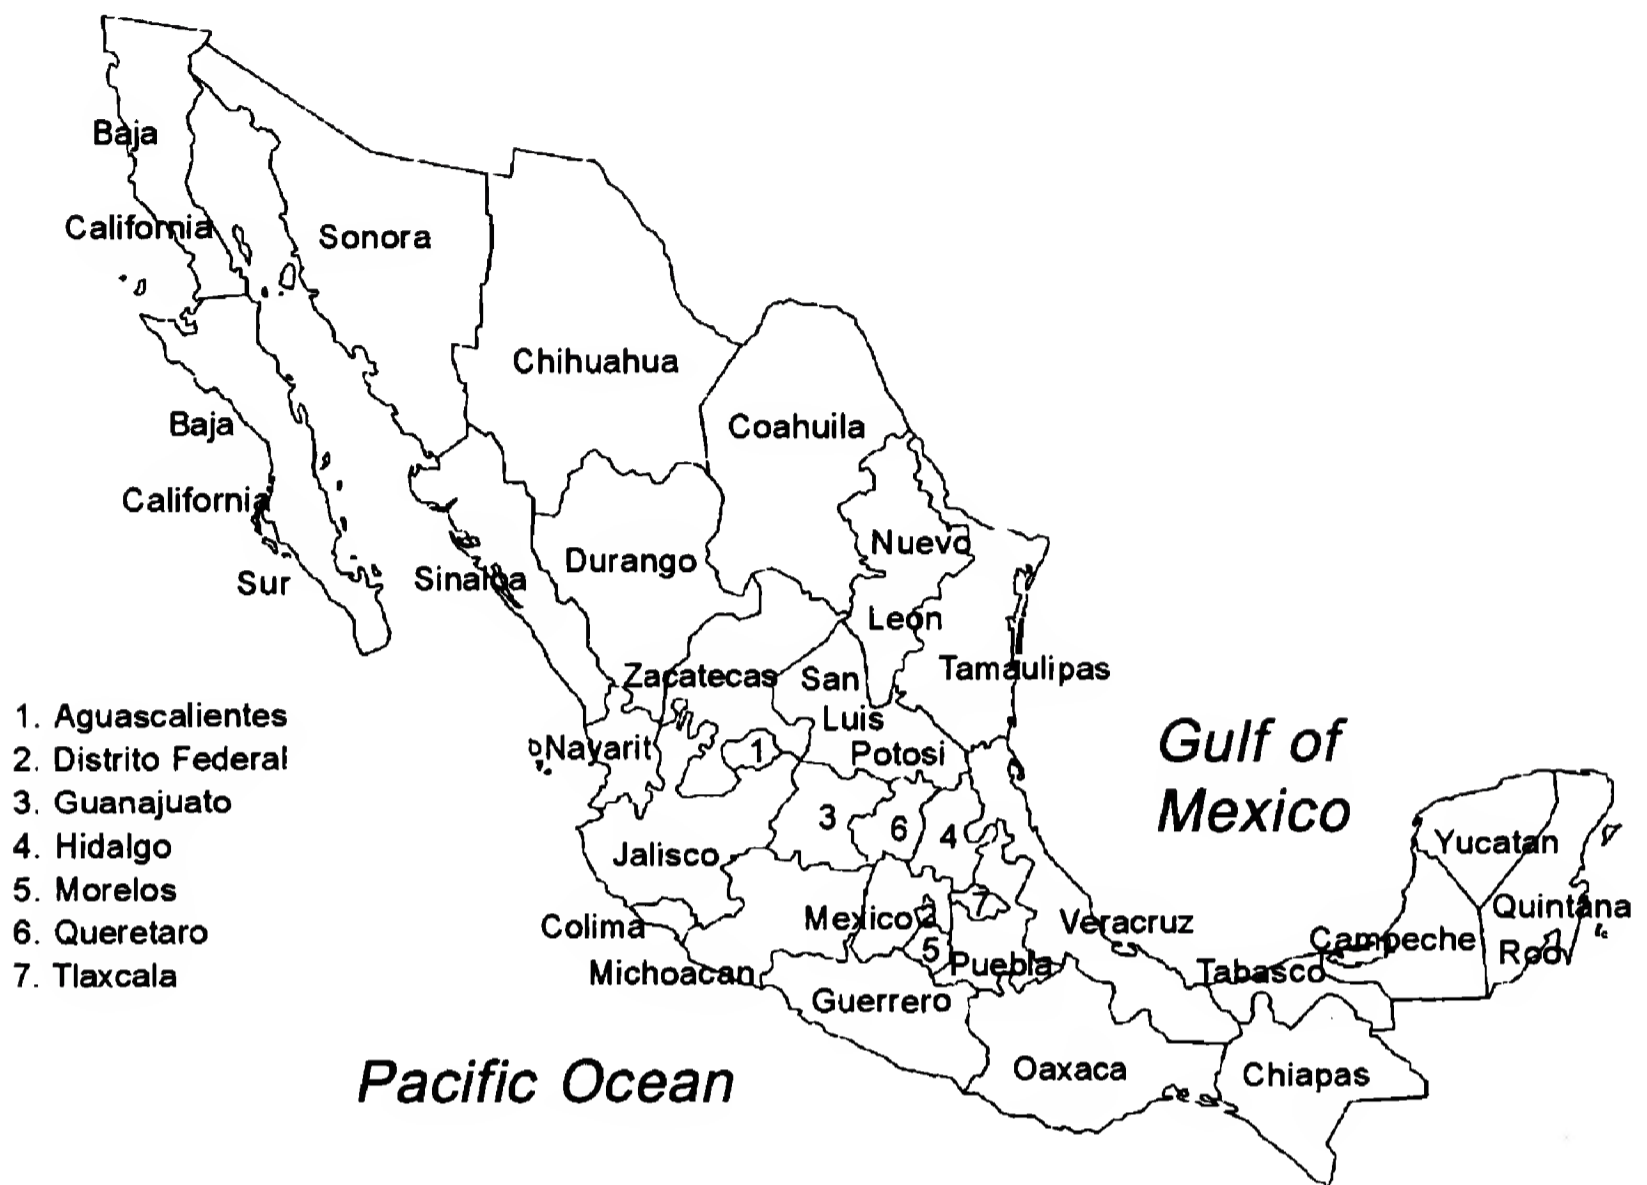 Baja
California
Sonora
Chihuahua
Coahuila
Baja
California
Sur
Sinaloa
Durango
Nuevo
Leon
Tamaulipas
Zacatecas
San
Luis
Potosi
Nayarit
1
3
6
4
Jalisco
Colima
Michoacan
Mexico
2
5
7
Puebla
Veracruz
Guerrero
Oaxaca
Tabasco
Chiapas
Campeche
Yucatan
Quintana
Roo
1. Aguascalientes
2. Distrito Federal
3. Guanajuato
4. Hidalgo
5. Morelos
6. Queretaro
7. Tlaxcala
Gulf of
Mexico
Pacific Ocean